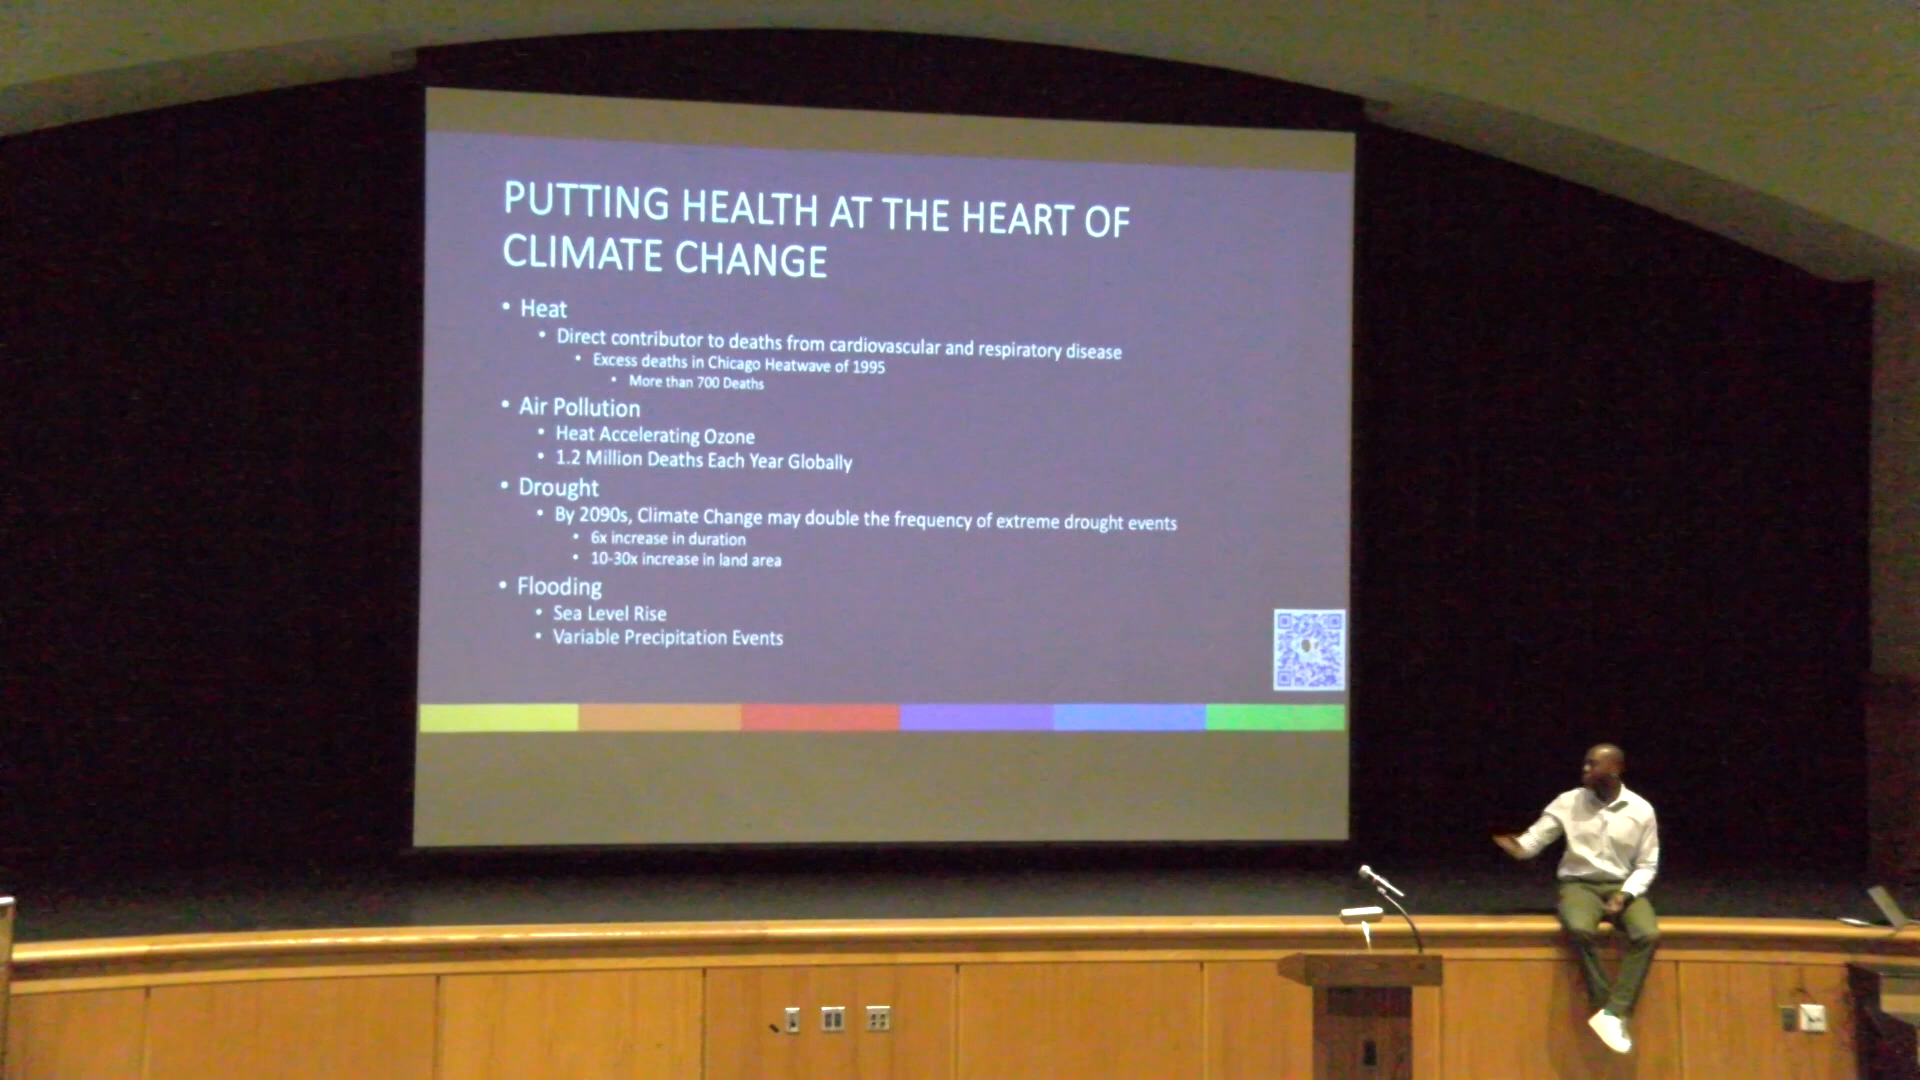 PUTTING HEALTH AT THE HEART OF
CLIMATE CHANGE
• Heat
• Direct contributor to deaths from cardiovascular and respiratory disease
• Excess deaths in Chicago Heatwave of 1995
• More than 700 Deaths
• Air Pollution
• Heat Accelerating Ozone
• 1.2 Million Deaths Each Year Globally
• Drought
• By 2090s, Climate Change may double the frequency of extreme drought events
• 6x increase in duration
• 10-30x increase in land area
• Flooding
• Sea Level Rise
• Variable Precipitation Events